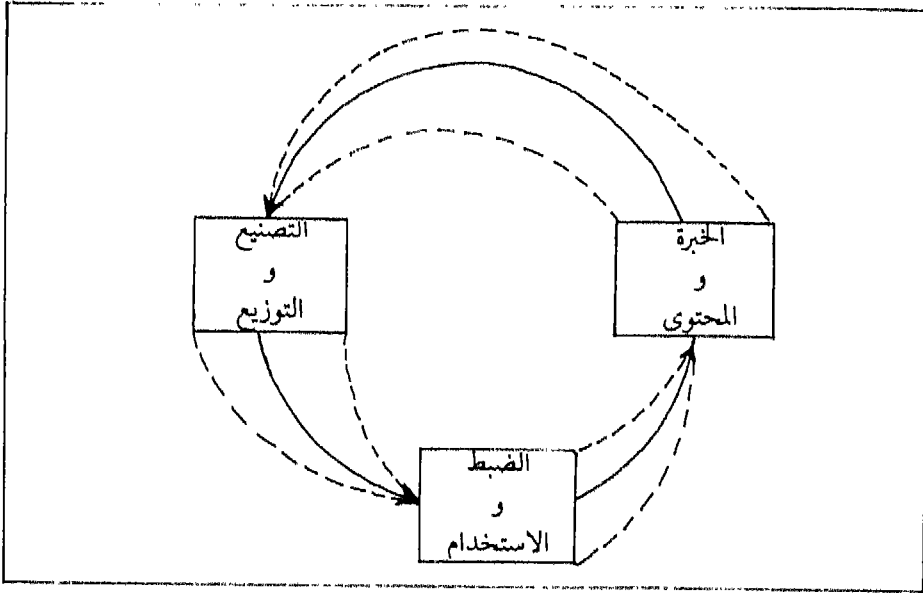 الخبرة
و
المحتوى
التصنيع
و
التوزيع
الضبط
و
الاستخدام